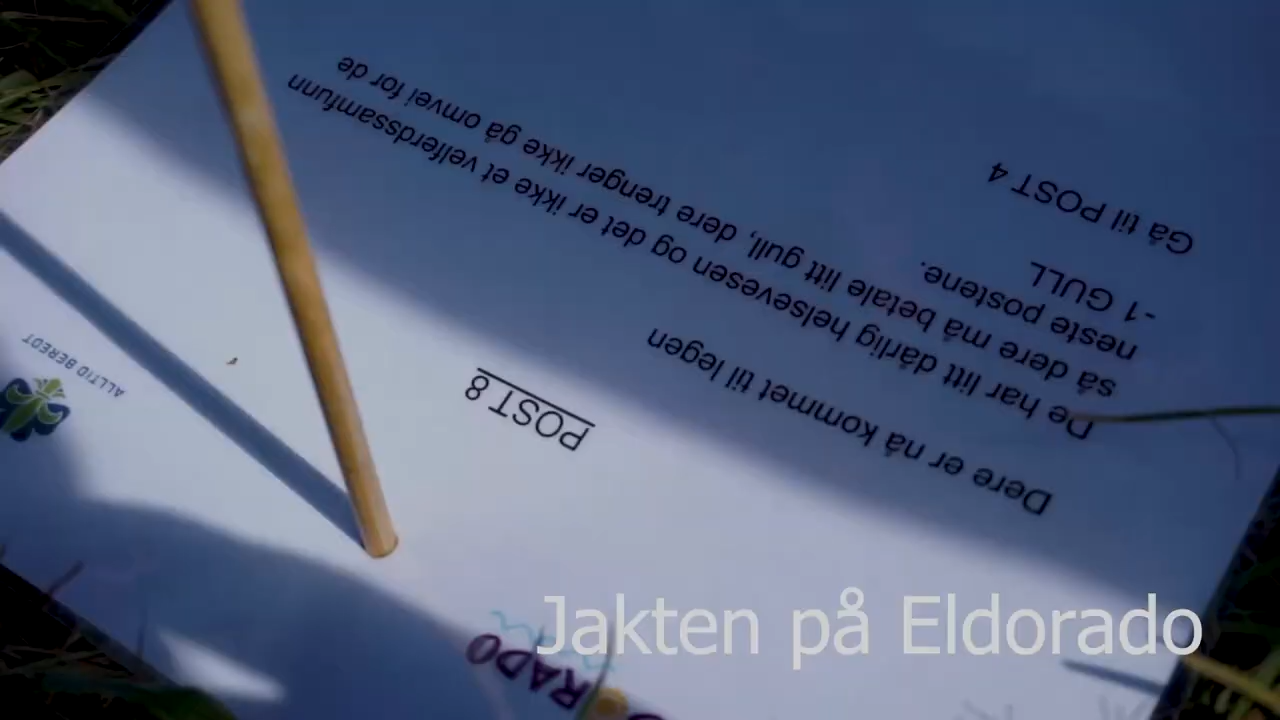 RADO
ALLTID BEREDT
POST 8
Dere er nå kommet til legen
De har litt dårlig helsevesen og det er ikke et velferdssamfunn
så dere må betale litt gull, dere trenger ikke gå omvei for de
neste postene.
-1 GULL
Gå til POST 4
Jakten på Eldorado